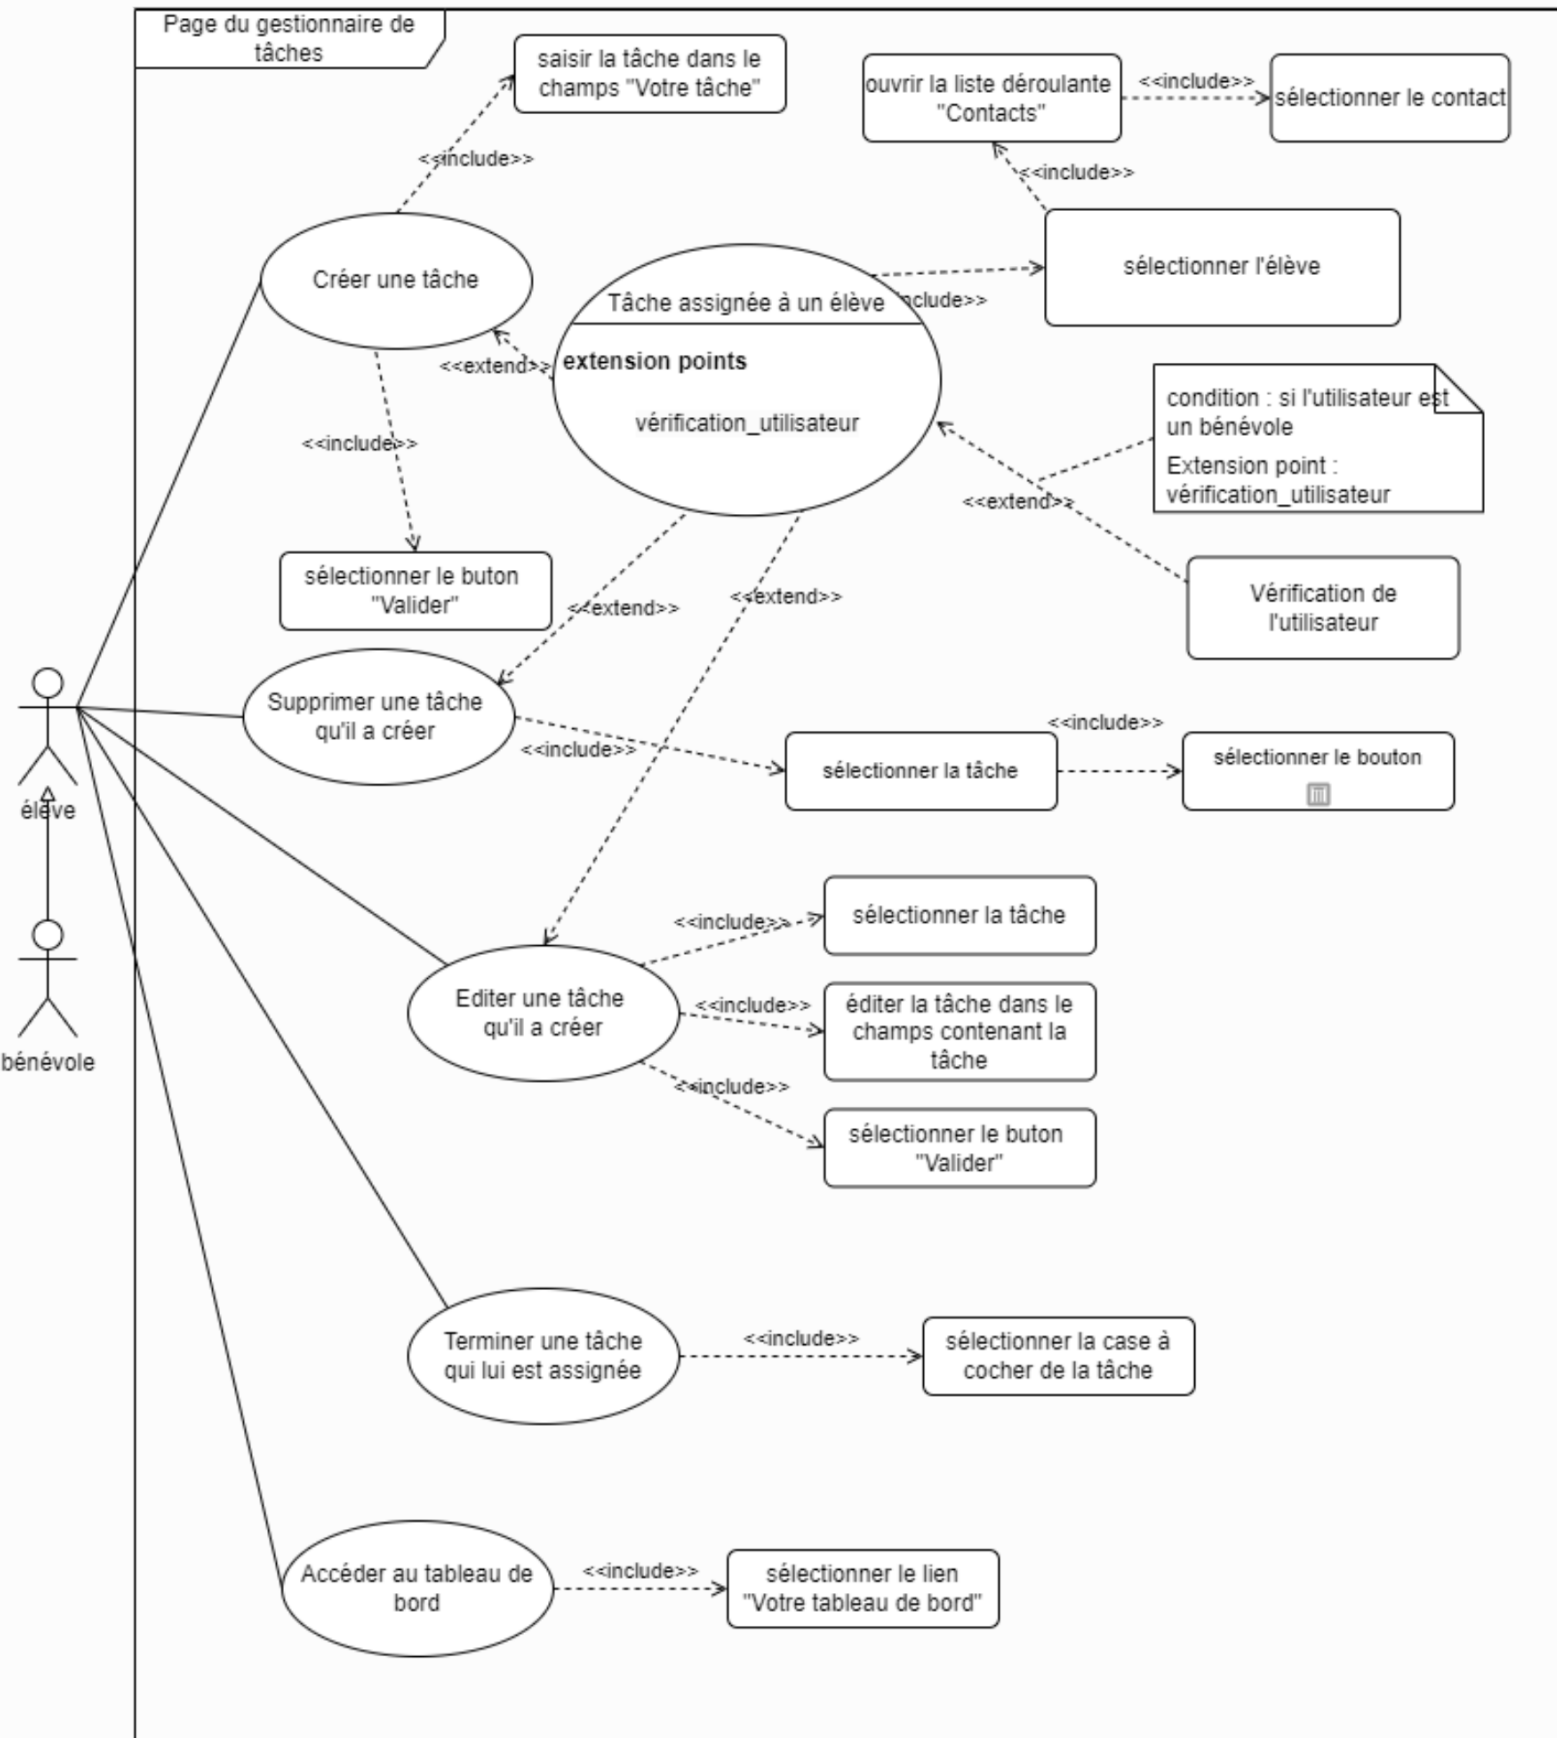 Page du gestionnaire de
tâches
saisir la tâche dans le
champs "Votre tâche"
ouvrir la liste déroulante
"Contacts"
<<include>>
sélectionner le contact
<<include>>
<<include>>
Créer une tâche
sélectionner l'élève
Tâche assignée à un élève
nclude>>
<<extend>>
extension points
vérification_utilisateur
condition : si l'utilisateur est
un bénévole
Extension point :
vérification_utilisateur
<<include>>
<<extend>>
sélectionner le buton
"Valider"
<<extend>>
<<extend>>
Vérification de
l'utilisateur
Supprimer une tâche
qu'il a créer
<<include>>
<<include>>
sélectionner la tâche
sélectionner le bouton
élève
<<include>>
sélectionner la tâche
Editer une tâche
qu'il a créer
<<include>>
éditer la tâche dans le
champs contenant la
tâche
bénévole
<<include>>
sélectionner le buton
"Valider"
Terminer une tâche
qui lui est assignée
<<include>>
sélectionner la case à
cocher de la tâche
Accéder au tableau de
bord
<<include>>
sélectionner le lien
"Votre tableau de bord"